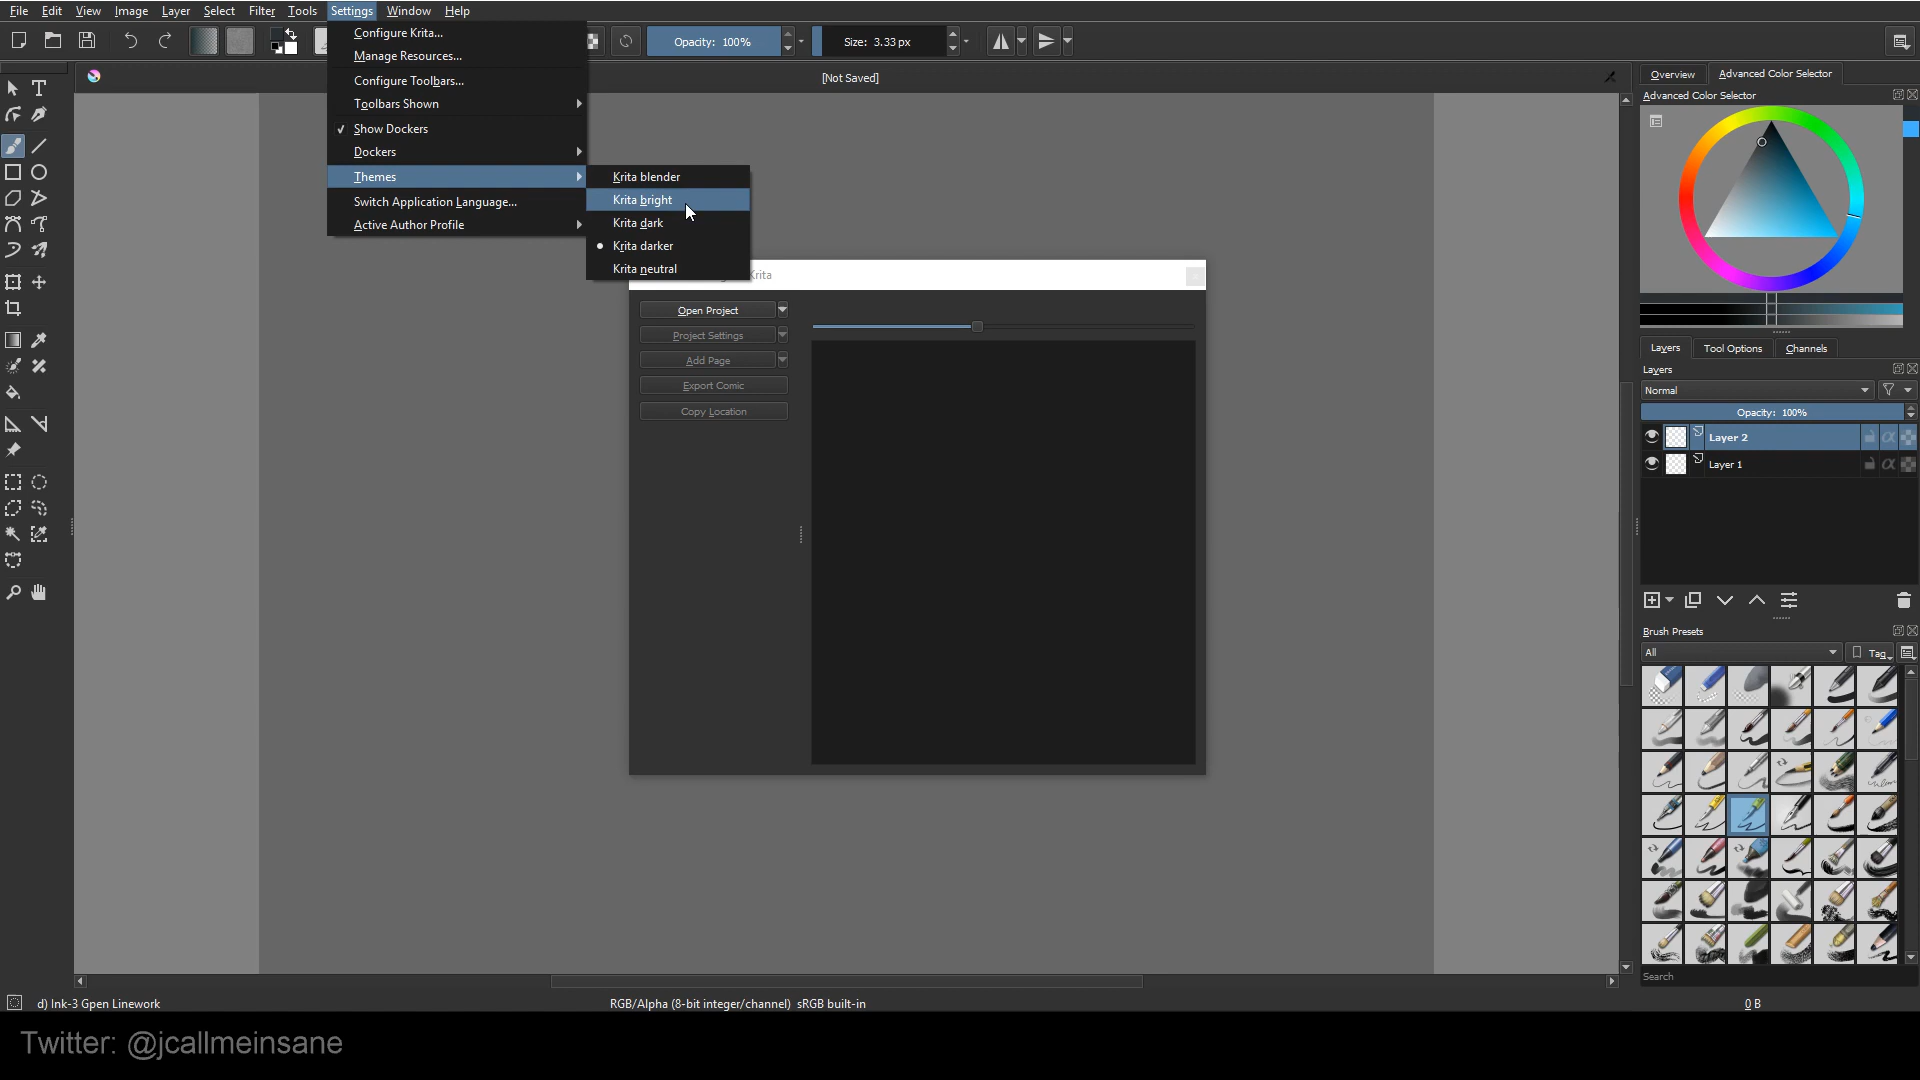 File Edit View Image Layer Select Filter Tools Settings Window Help
Opacity: 100%
Size: 3.33 px
Configure Krita...
Manage Resources...
Configure Toolbars...
Toolbars Shown
Show Dockers
Dockers
Themes
Switch Application Language...
Active Author Profile
Krita blender
Krita bright
Krita dark
Krita darker
Krita neutral
[Not Saved]
Krita
Open Project
Project Settings
Add Page
Export Comic
Copy Location
Overview Advanced Color Selector
Advanced Color Selector
Layers Tool Options Channels
Layers
Normal
Opacity: 100%
Layer 2
Layer 1
Brush Presets
All
Tag
Search
d) Ink-3 Gpen Linework
RGB/Alpha (8-bit integer/channel) sRGB built-in
0 B
Twitter: @jcallmeinsane